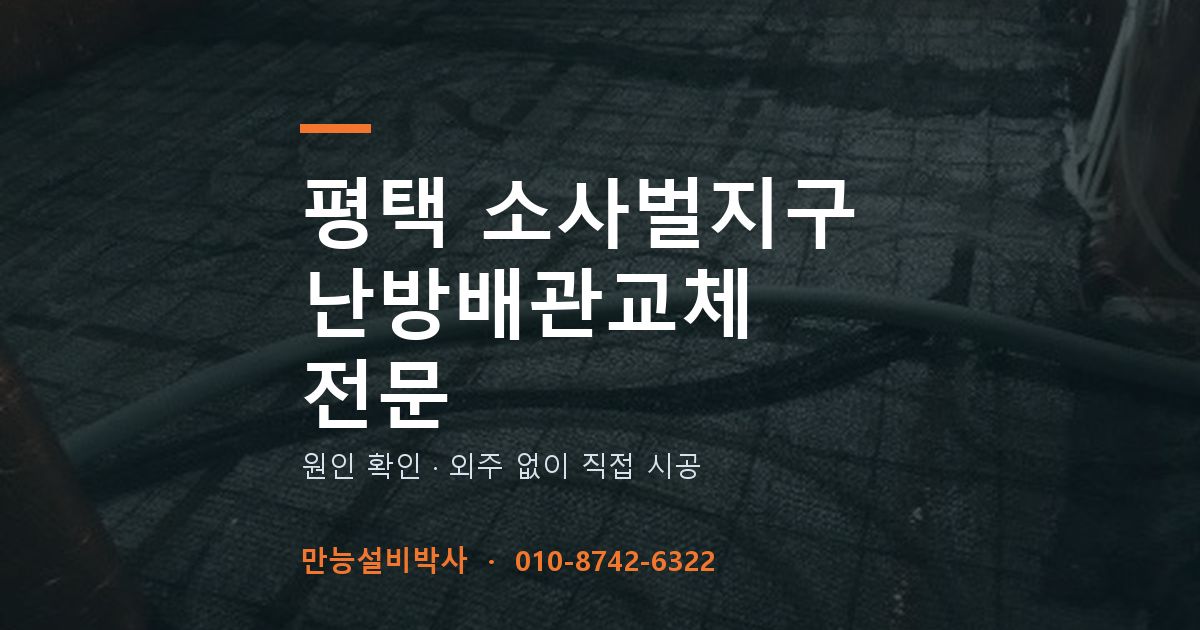 평택 소사벌지구
난방배관교체
전문
원인 확인 · 외주 없이 직접 시공
만능설비박사 · 010-8742-6322